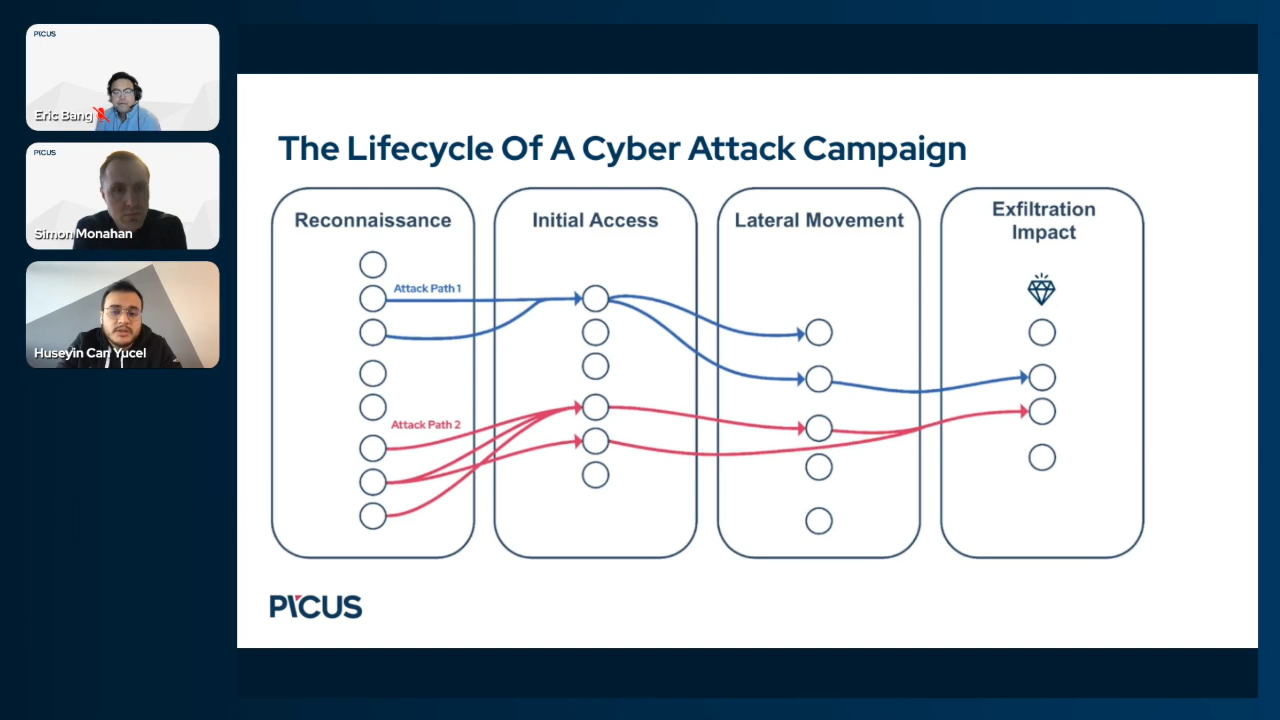 PICUS
Eric Bang
PICUS
Simon Monahan
Huseyin Can Yucel
The Lifecycle Of A Cyber Attack Campaign
Reconnaissance
Initial Access
Lateral Movement
Exfiltration
Impact
Attack Path 1
Attack Path 2
PICUS